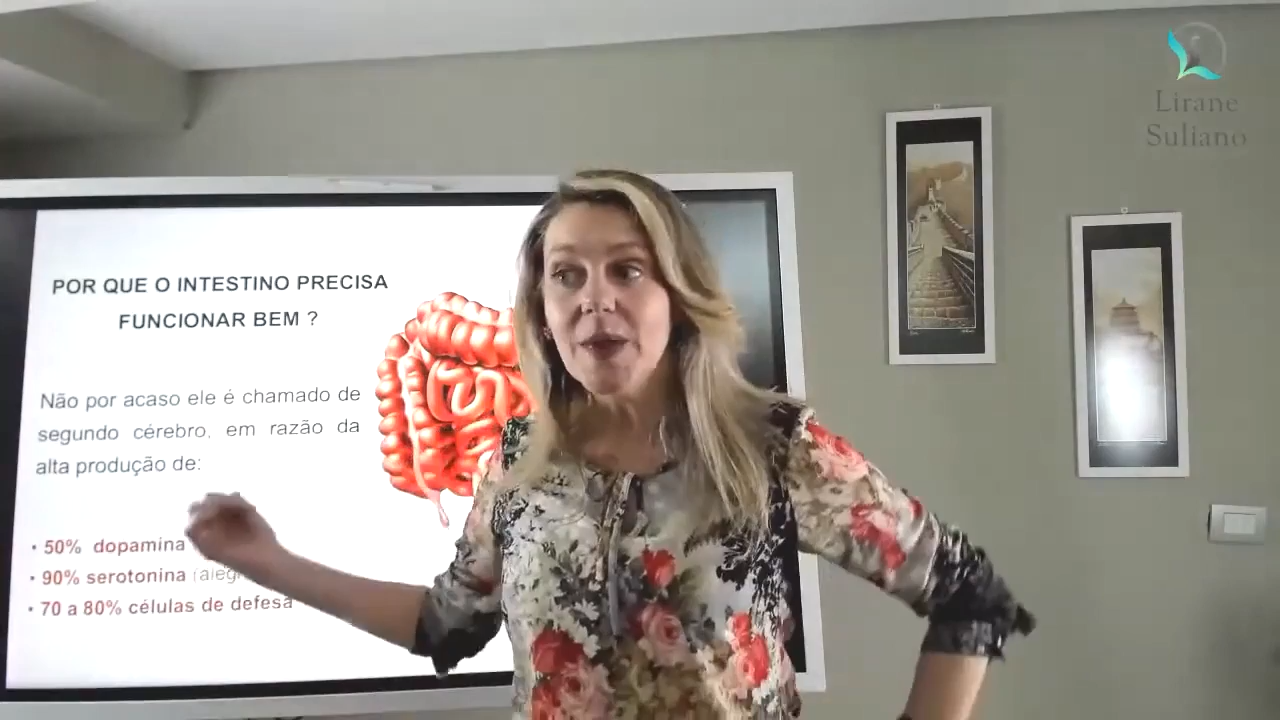 Lirane
Suliano
POR QUE O INTESTINO PRECISA
FUNCIONAR BEM ?
Não por acaso ele é chamado de
segundo cérebro, em razão da
alta produção de:
• 50% dopamina
• 90% serotonina
• 70 a 80% células de defesa